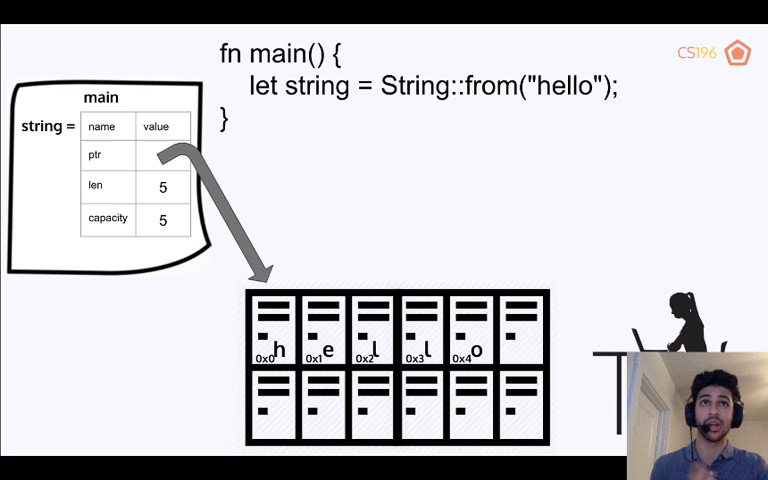 fn main() {
let string = String::from("hello");
}
CS196
main
string =
name value
ptr
len 5
capacity 5
h e l l o
0x0 0x1 0x2 0x3 0x4